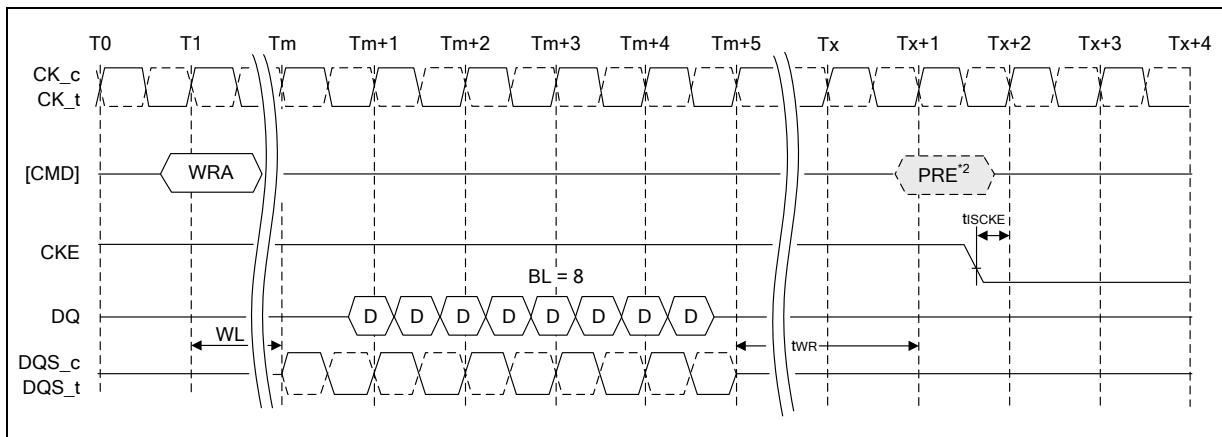 T0 T1 Tm Tm+1 Tm+2 Tm+3 Tm+4 Tm+5 Tx Tx+1 Tx+2 Tx+3 Tx+4
CK_c
CK_t
[CMD] WRA PRE*2
tISCKE
CKE
BL = 8
DQ D D D D D D D D
WL tWR
DQS_c
DQS_t